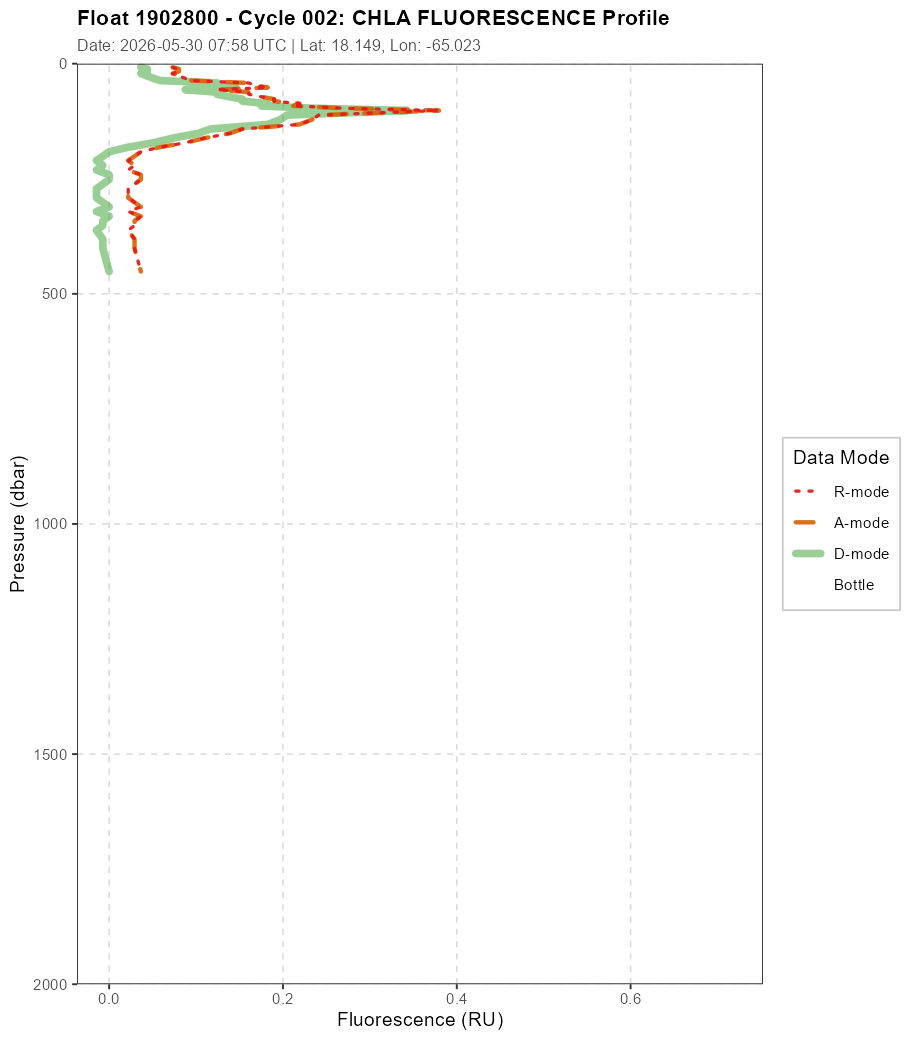 Float 1902800 - Cycle 002: CHLA FLUORESCENCE Profile
Date: 2026-05-30 07:58 UTC | Lat: 18.149, Lon: -65.023
0
500
1000
1500
2000
Pressure (dbar)
0.0 0.2 0.4 0.6
Fluorescence (RU)
Data Mode
R-mode
A-mode
D-mode
Bottle